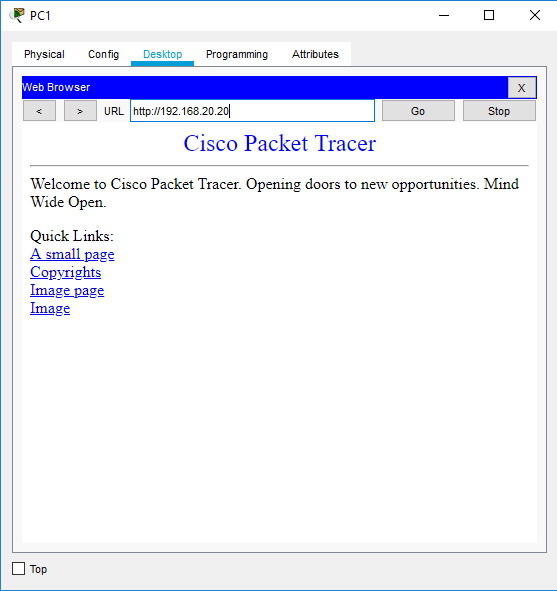 PC1
Physical Config Desktop Programming Attributes
Web Browser X
< > URL http://192.168.20.20 Go Stop
Cisco Packet Tracer
Welcome to Cisco Packet Tracer. Opening doors to new opportunities. Mind
Wide Open.
Quick Links:
A small page
Copyrights
Image page
Image
Top